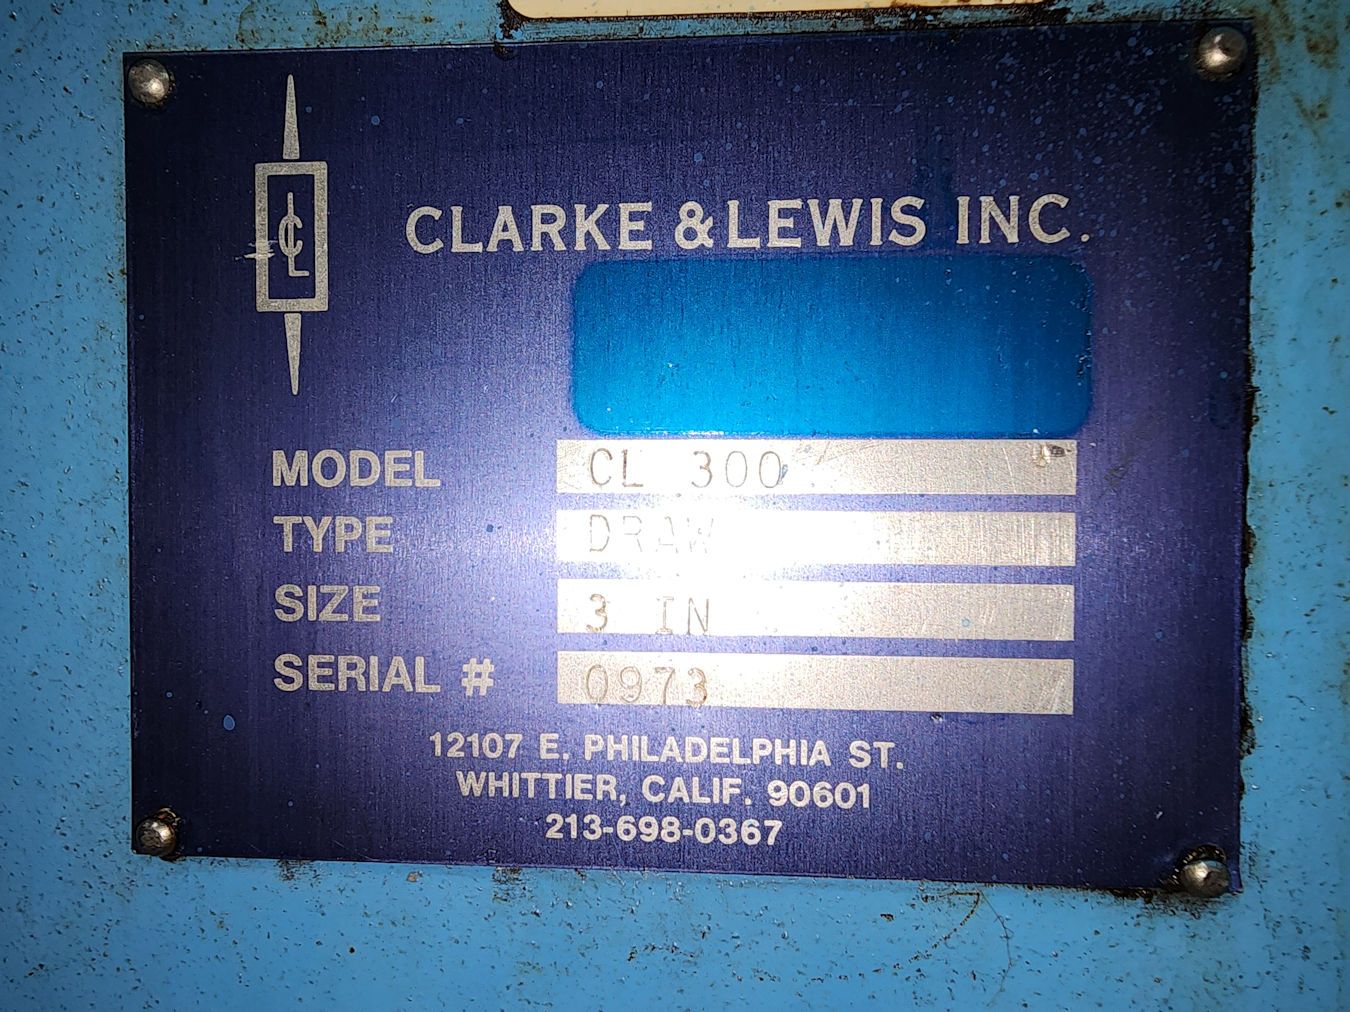 CL
CLARKE & LEWIS INC.
MODEL CL 300
TYPE DRAW
SIZE 3 IN
SERIAL # 0973
12107 E. PHILADELPHIA ST.
WHITTIER, CALIF. 90601
213-698-0367